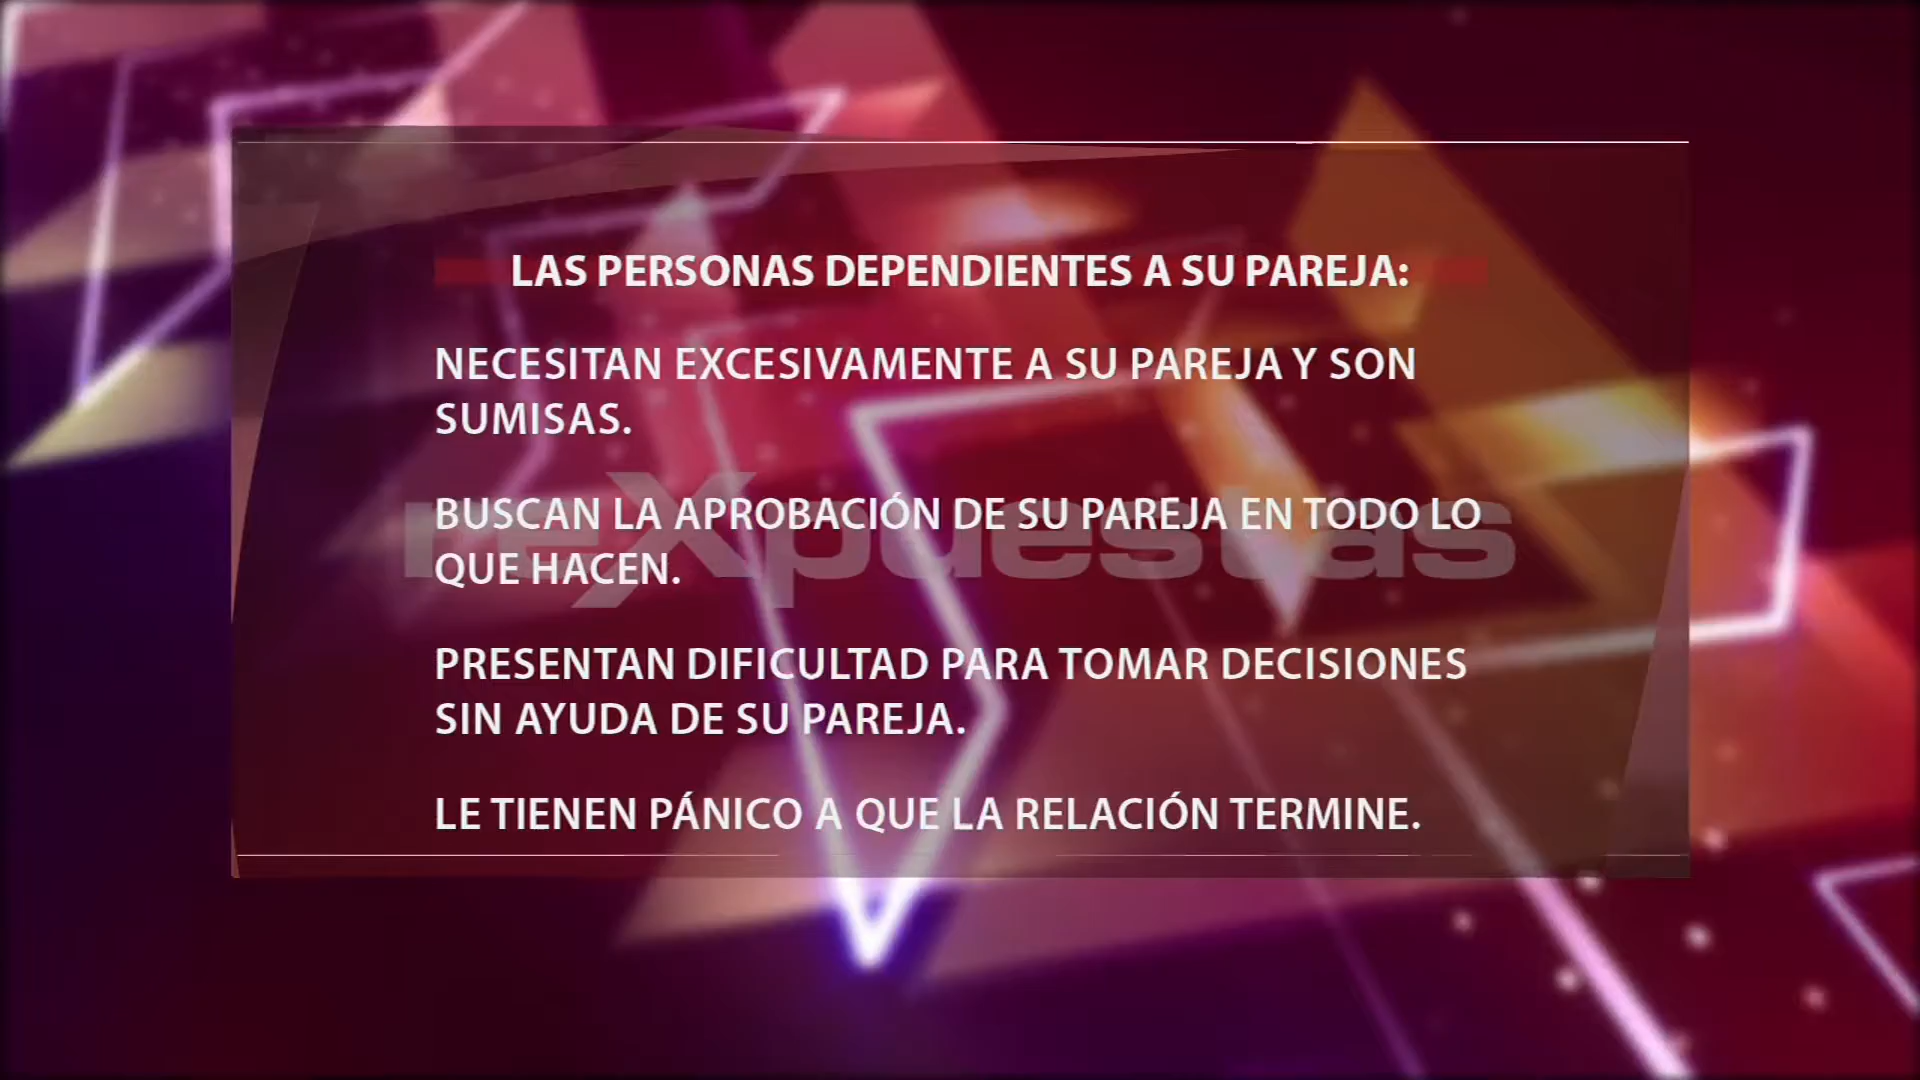 LAS PERSONAS DEPENDIENTES A SU PAREJA:
NECESITAN EXCESIVAMENTE A SU PAREJA Y SON
SUMISAS.
reXpuestas
BUSCAN LA APROBACIÓN DE SU PAREJA EN TODO LO
QUE HACEN.
PRESENTAN DIFICULTAD PARA TOMAR DECISIONES
SIN AYUDA DE SU PAREJA.
LE TIENEN PÁNICO A QUE LA RELACIÓN TERMINE.